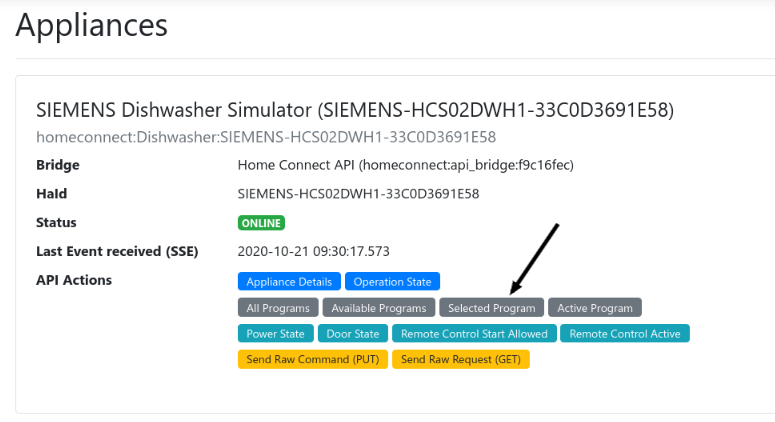 Appliances
SIEMENS Dishwasher Simulator (SIEMENS-HCS02DWH1-33C0D3691E58)
homeconnect:Dishwasher:SIEMENS-HCS02DWH1-33C0D3691E58
Bridge Home Connect API (homeconnect:api_bridge:f9c16fec)
HaId SIEMENS-HCS02DWH1-33C0D3691E58
Status ONLINE
Last Event received (SSE) 2020-10-21 09:30:17.573
API Actions Appliance Details Operation State
All Programs Available Programs Selected Program Active Program
Power State Door State Remote Control Start Allowed Remote Control Active
Send Raw Command (PUT) Send Raw Request (GET)